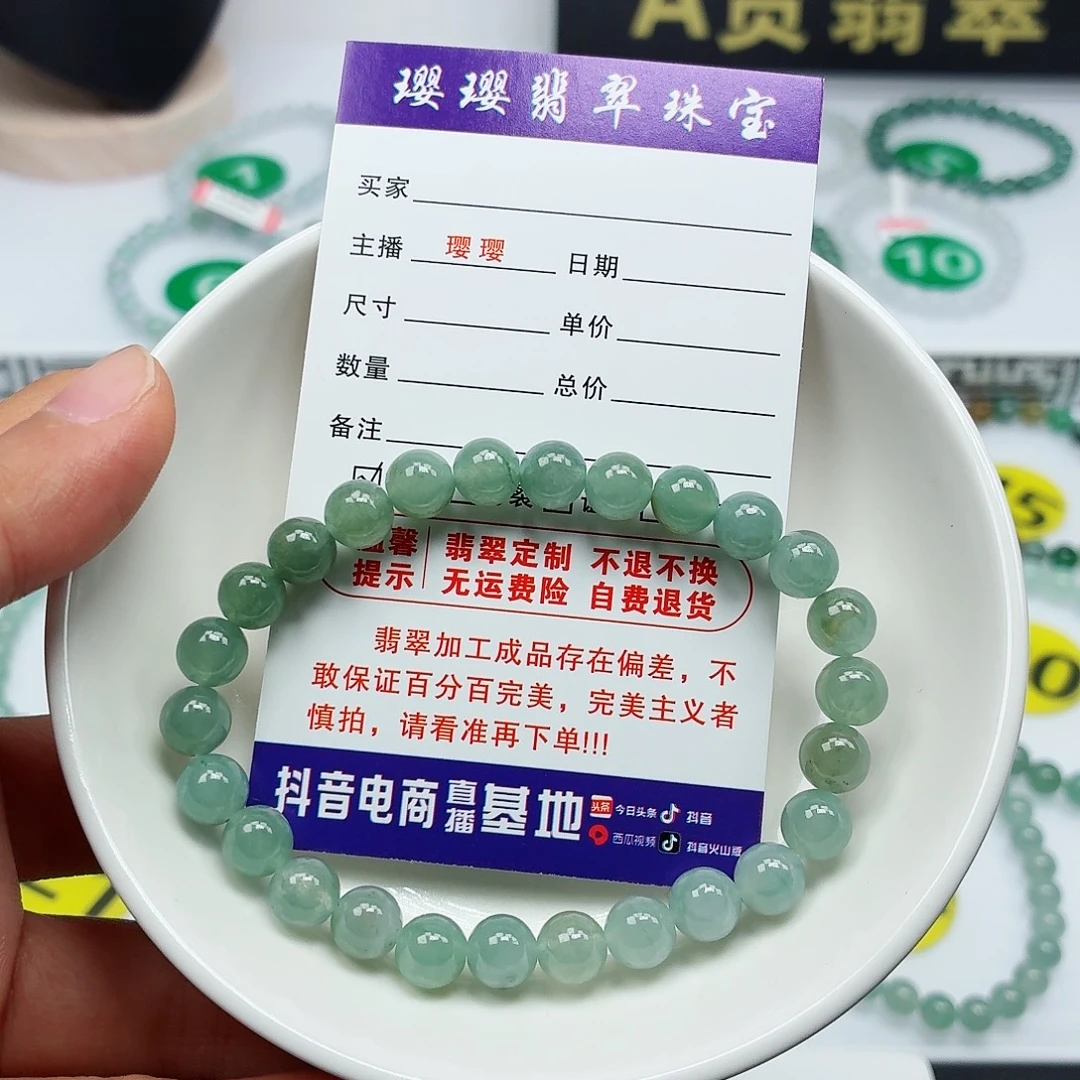 A货翡翠
璎璎翡翠珠宝
买家
主播 璎璎 日期
尺寸 单价
数量 总价
备注
温馨提示
翡翠定制 不退不换
无运费险 自费退货
翡翠加工成品存在偏差，不
敢保证百分百完美，完美主义者
慎拍，请看准再下单!!!
抖音电商直播基地
头条 今日头条 抖音
西瓜视频 抖音火山版
5
10